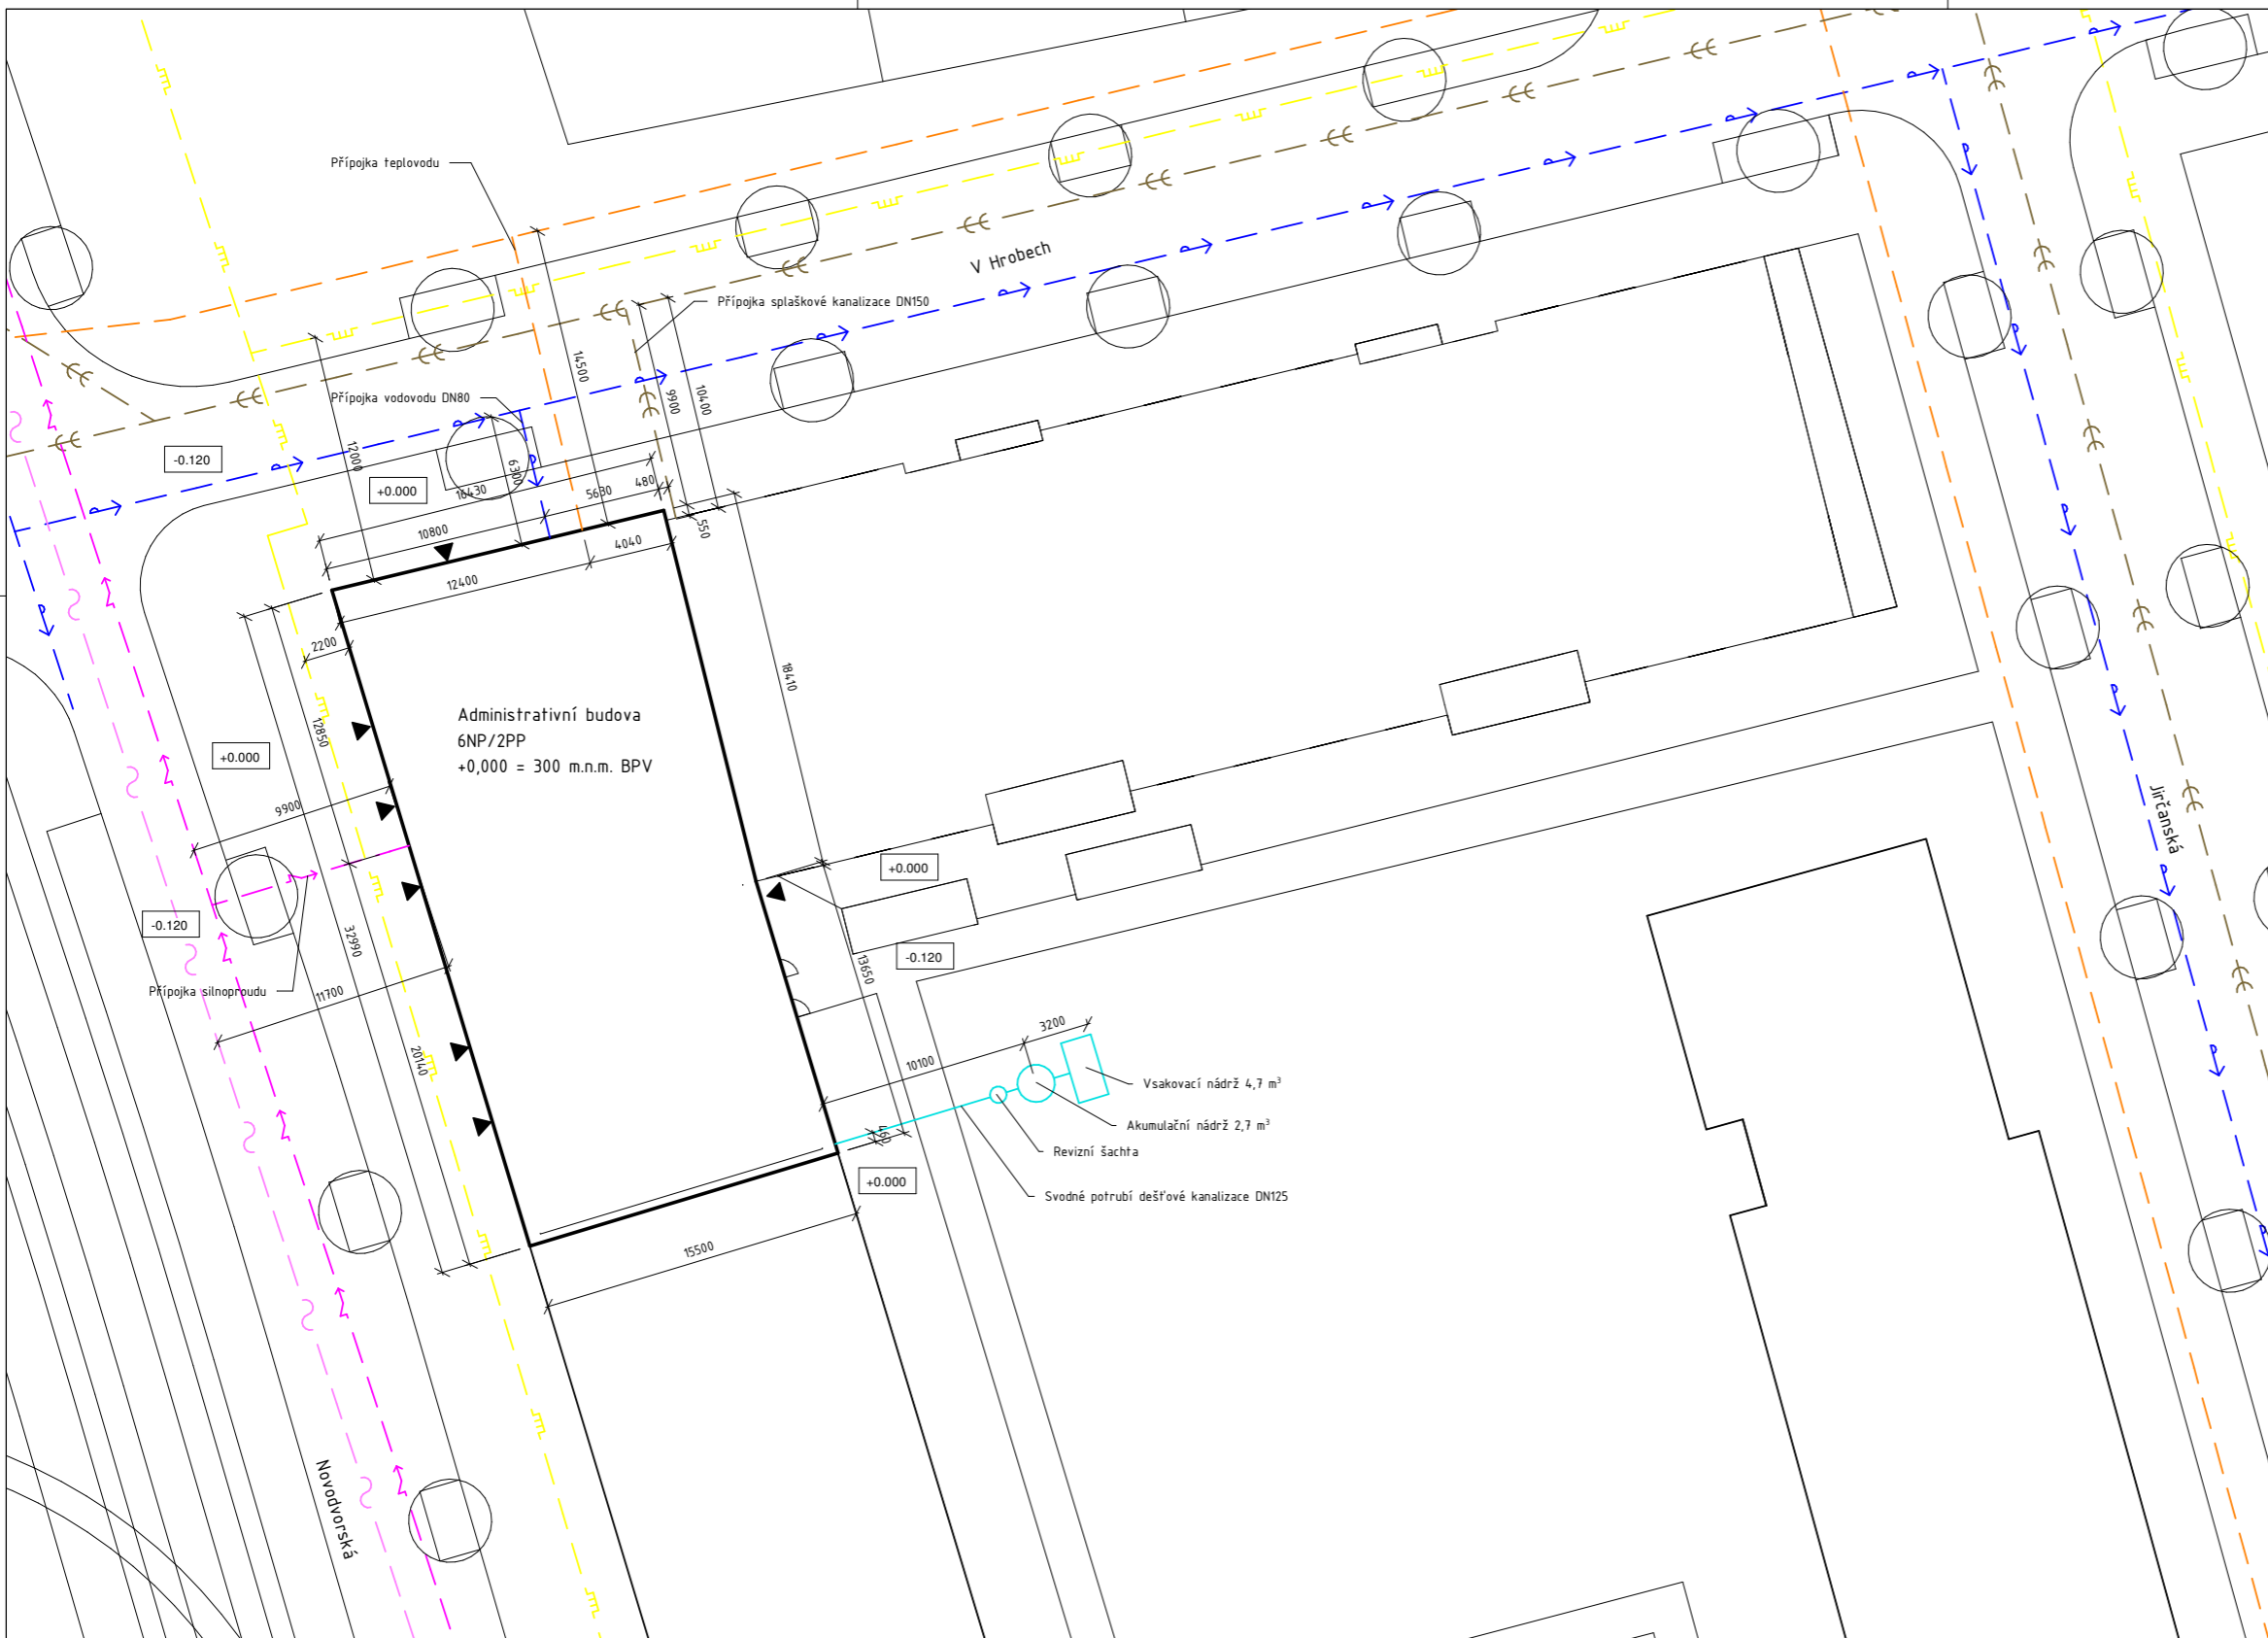 Přípojka teplovodu
V Hrobech
Přípojka splaškové kanalizace DN150
14500
9900
10400
Přípojka vodovodu DN80
12000
6300
-0.120
+0.000
16430
5630
480
10800
550
4040
12400
2200
18410
Administrativní budova
6NP/2PP
+0,000 = 300 m.n.m. BPV
12850
+0.000
9900
Jirčanská
+0.000
-0.120
32990
-0.120
13650
Přípojka silnoproudu
11700
3200
20140
10100
Vsakovací nádrž 4,7 m³
Akumulační nádrž 2,7 m³
460
Revizní šachta
+0.000
Svodné potrubí dešťové kanalizace DN125
15500
Novodvorská